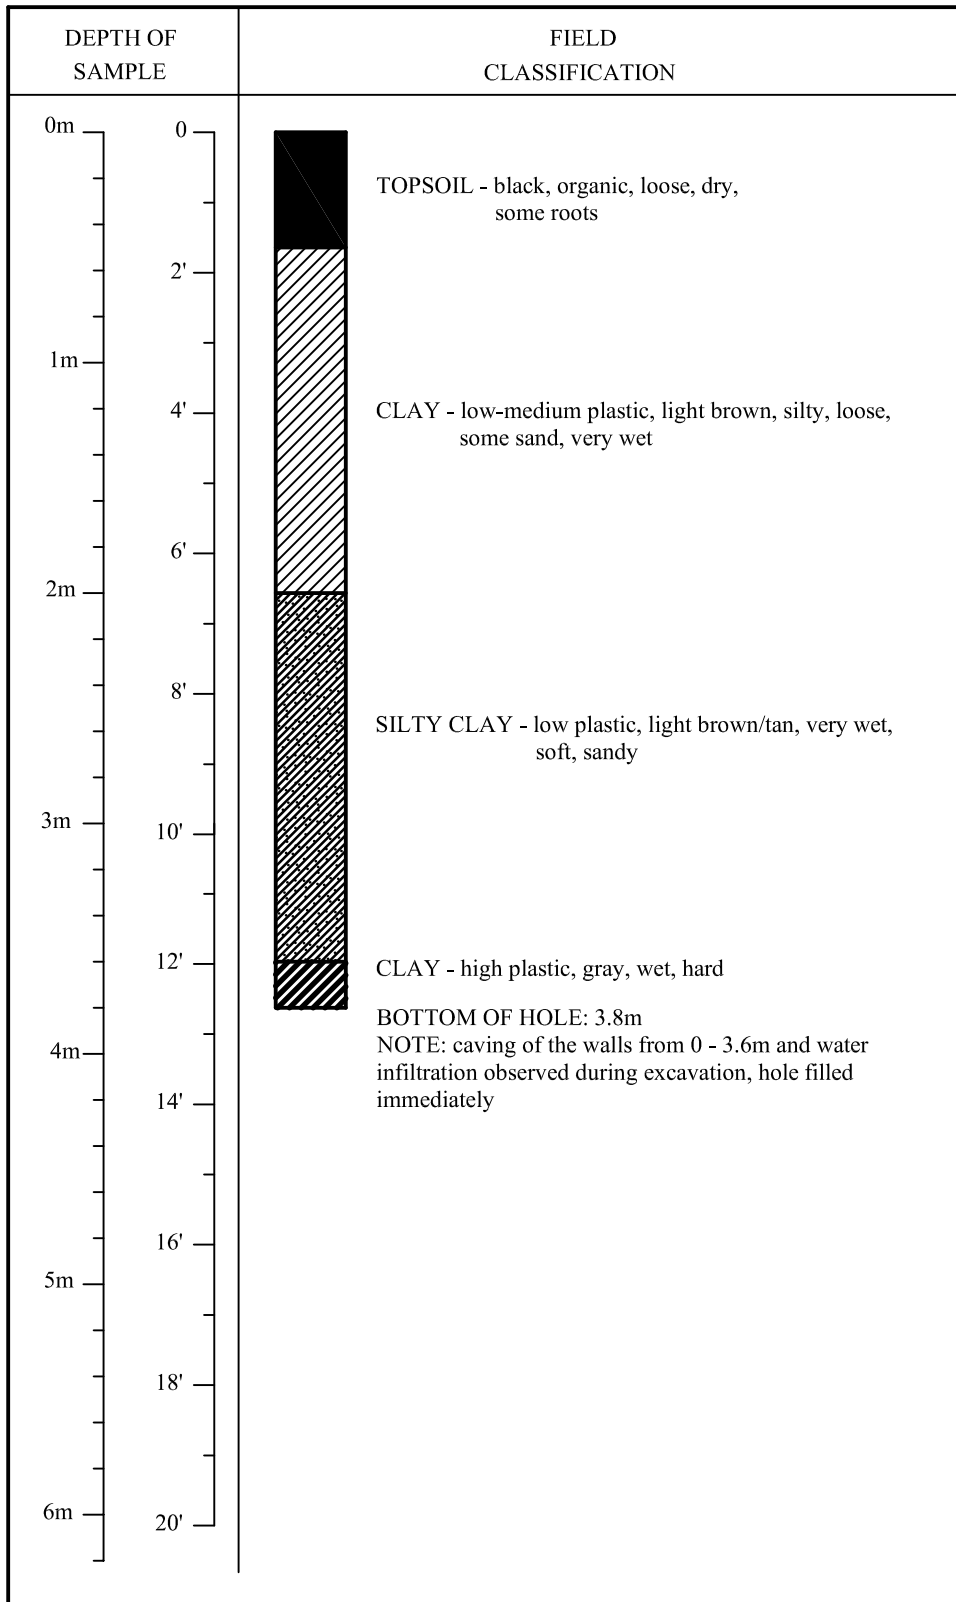 DEPTH OF
SAMPLE
FIELD
CLASSIFICATION
0m
0
TOPSOIL - black, organic, loose, dry,
some roots
2'
1m
4'
CLAY - low-medium plastic, light brown, silty, loose,
some sand, very wet
6'
2m
8'
SILTY CLAY - low plastic, light brown/tan, very wet,
soft, sandy
3m
10'
12'
CLAY - high plastic, gray, wet, hard
BOTTOM OF HOLE: 3.8m
NOTE: caving of the walls from 0 - 3.6m and water
infiltration observed during excavation, hole filled
immediately
4m
14'
16'
5m
18'
6m
20'